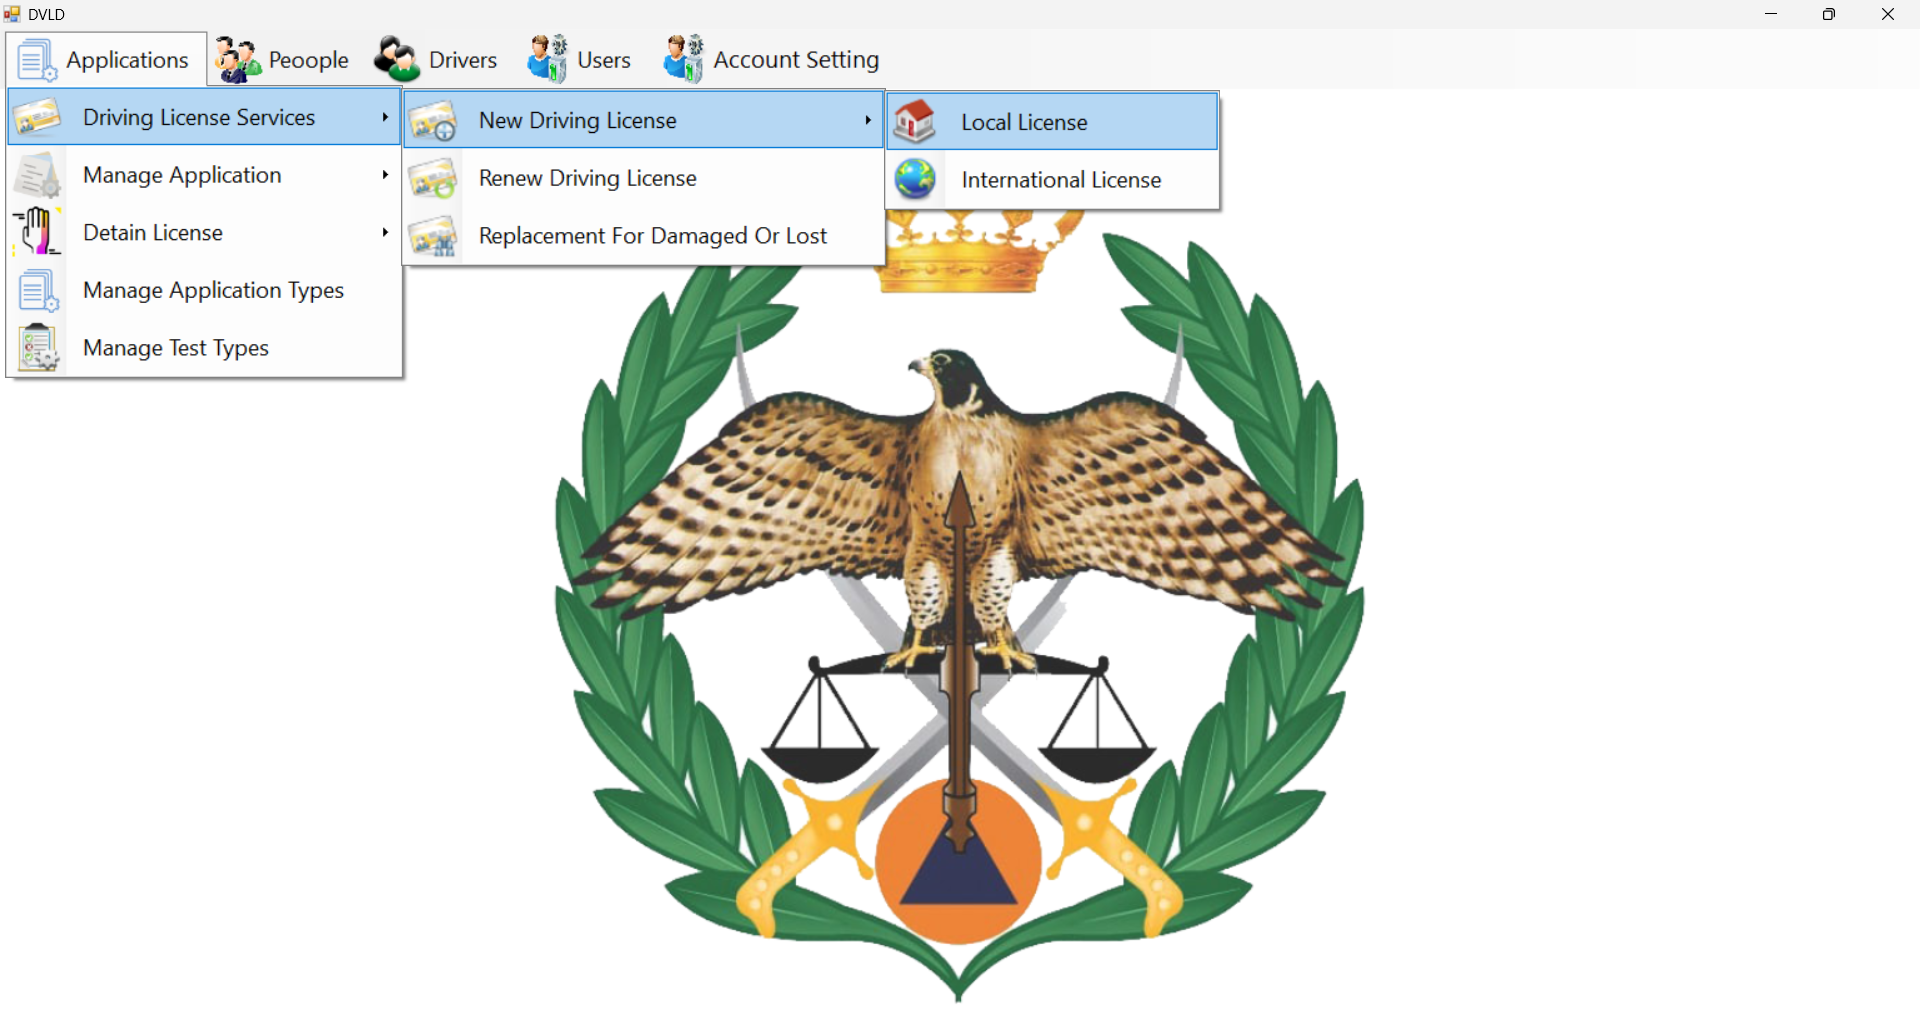 DVLD
Applications
Peoople
Drivers
Users
Account Setting
Driving License Services
Manage Application
Detain License
Manage Application Types
Manage Test Types
New Driving License
Renew Driving License
Replacement For Damaged Or Lost
Local License
International License